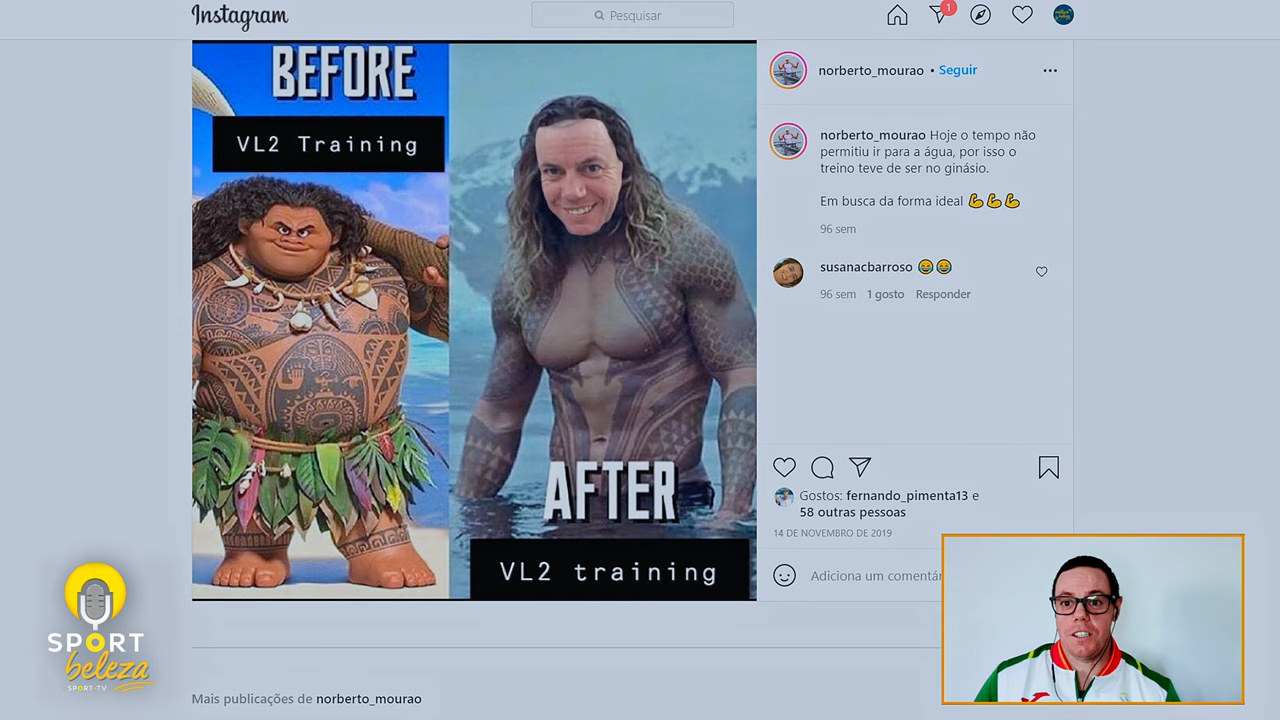 Instagram
Pesquisar
1
BEFORE
VL2 Training
AFTER
VL2 training
norberto_mourao • Seguir
norberto_mourao Hoje o tempo não
permitiu ir para a água, por isso o
treino teve de ser no ginásio.
Em busca da forma ideal 💪💪💪
96 sem
susanacbarroso 😂😂
96 sem 1 gosto Responder
Gostos: fernando_pimenta13 e
58 outras pessoas
14 DE NOVEMBRO DE 2019
Adiciona um comentár
SPORT
beleza
SPORT•TV
Mais publicações de norberto_mourao